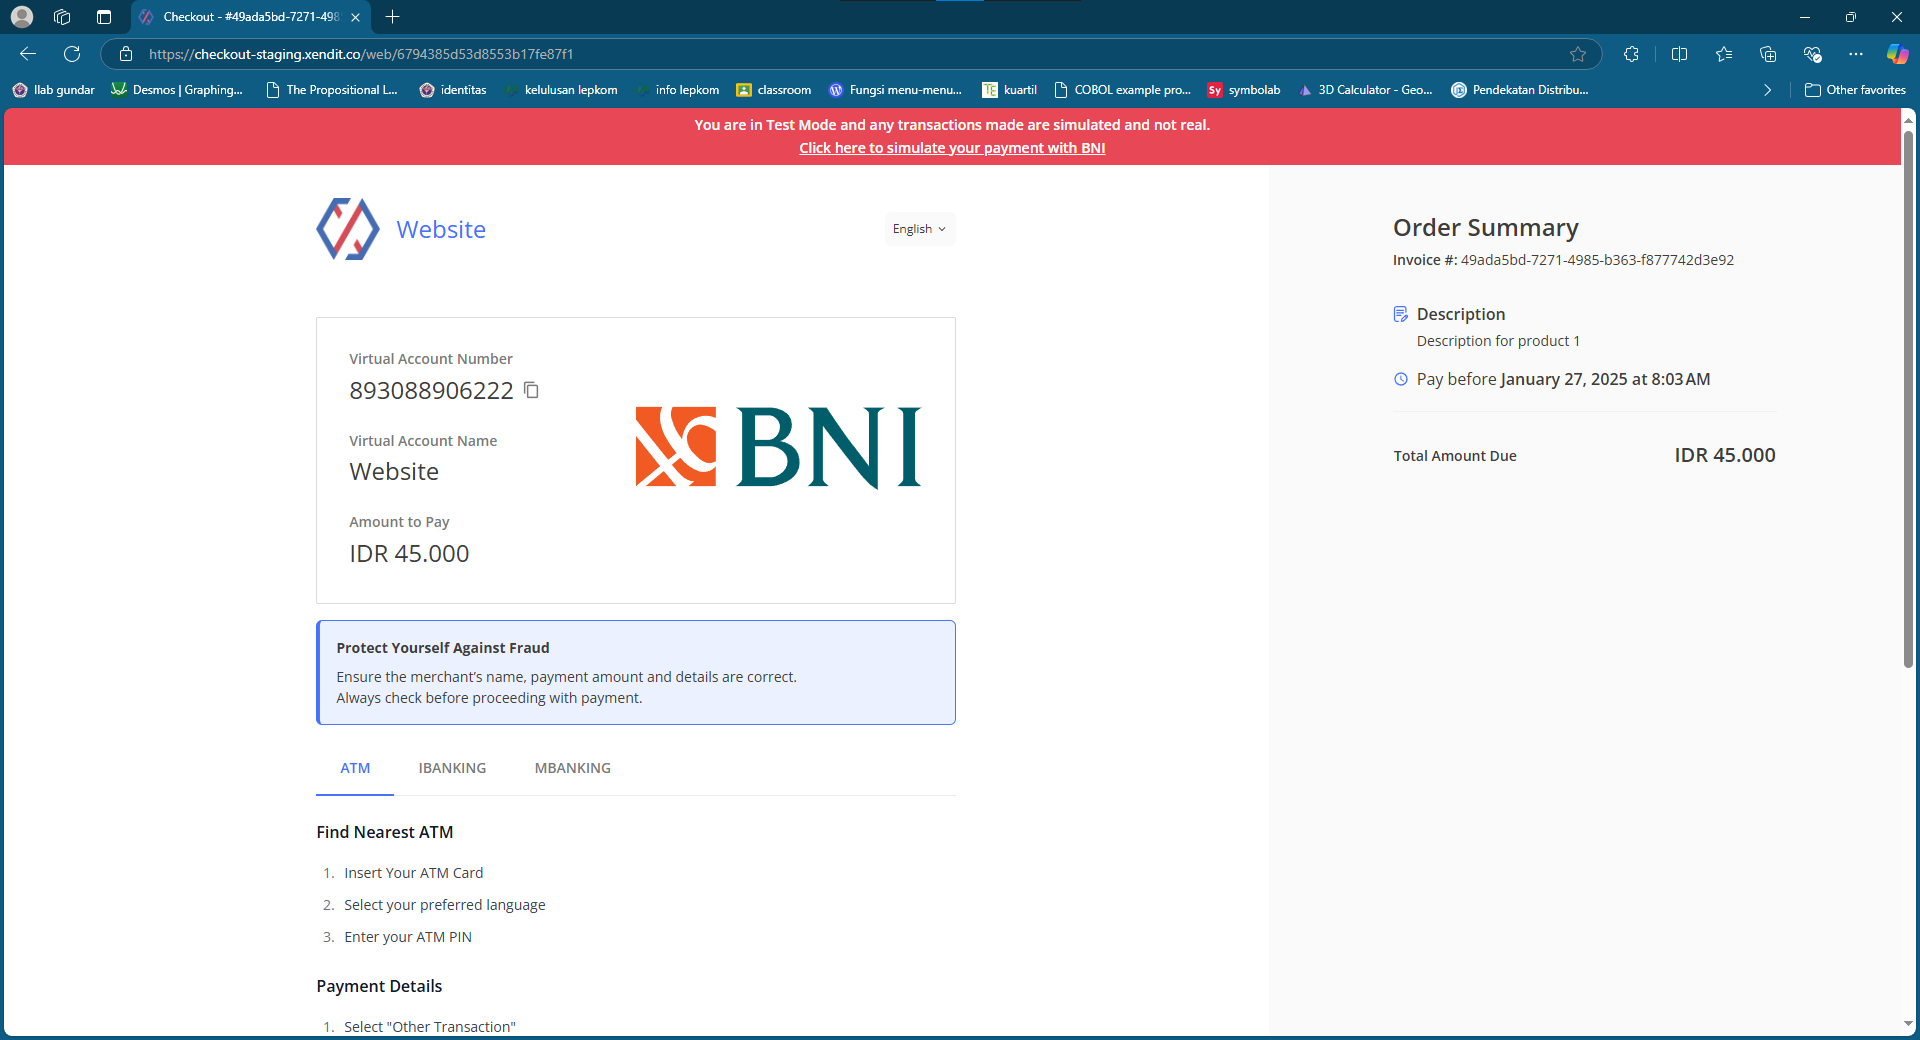 Checkout - #49ada5bd-7271-498
https://checkout-staging.xendit.co/web/6794385d53d8553b17fe87f1
Ilab gundar
Desmos | Graphing...
The Propositional L...
identitas
kelulusan lepkom
info lepkom
classroom
Fungsi menu-menu...
kuartil
COBOL example pro...
symbolab
3D Calculator - Geo...
Pendekatan Distribu...
Other favorites
You are in Test Mode and any transactions made are simulated and not real.
Click here to simulate your payment with BNI
Website
English
Virtual Account Number
893088906222
Virtual Account Name
Website
Amount to Pay
IDR 45.000
BNI
Protect Yourself Against Fraud
Ensure the merchant's name, payment amount and details are correct.
Always check before proceeding with payment.
ATM
IBANKING
MBANKING
Find Nearest ATM
1. Insert Your ATM Card
2. Select your preferred language
3. Enter your ATM PIN
Payment Details
1. Select "Other Transaction"
Order Summary
Invoice #: 49ada5bd-7271-4985-b363-f877742d3e92
Description
Description for product 1
Pay before January 27, 2025 at 8:03 AM
Total Amount Due
IDR 45.000